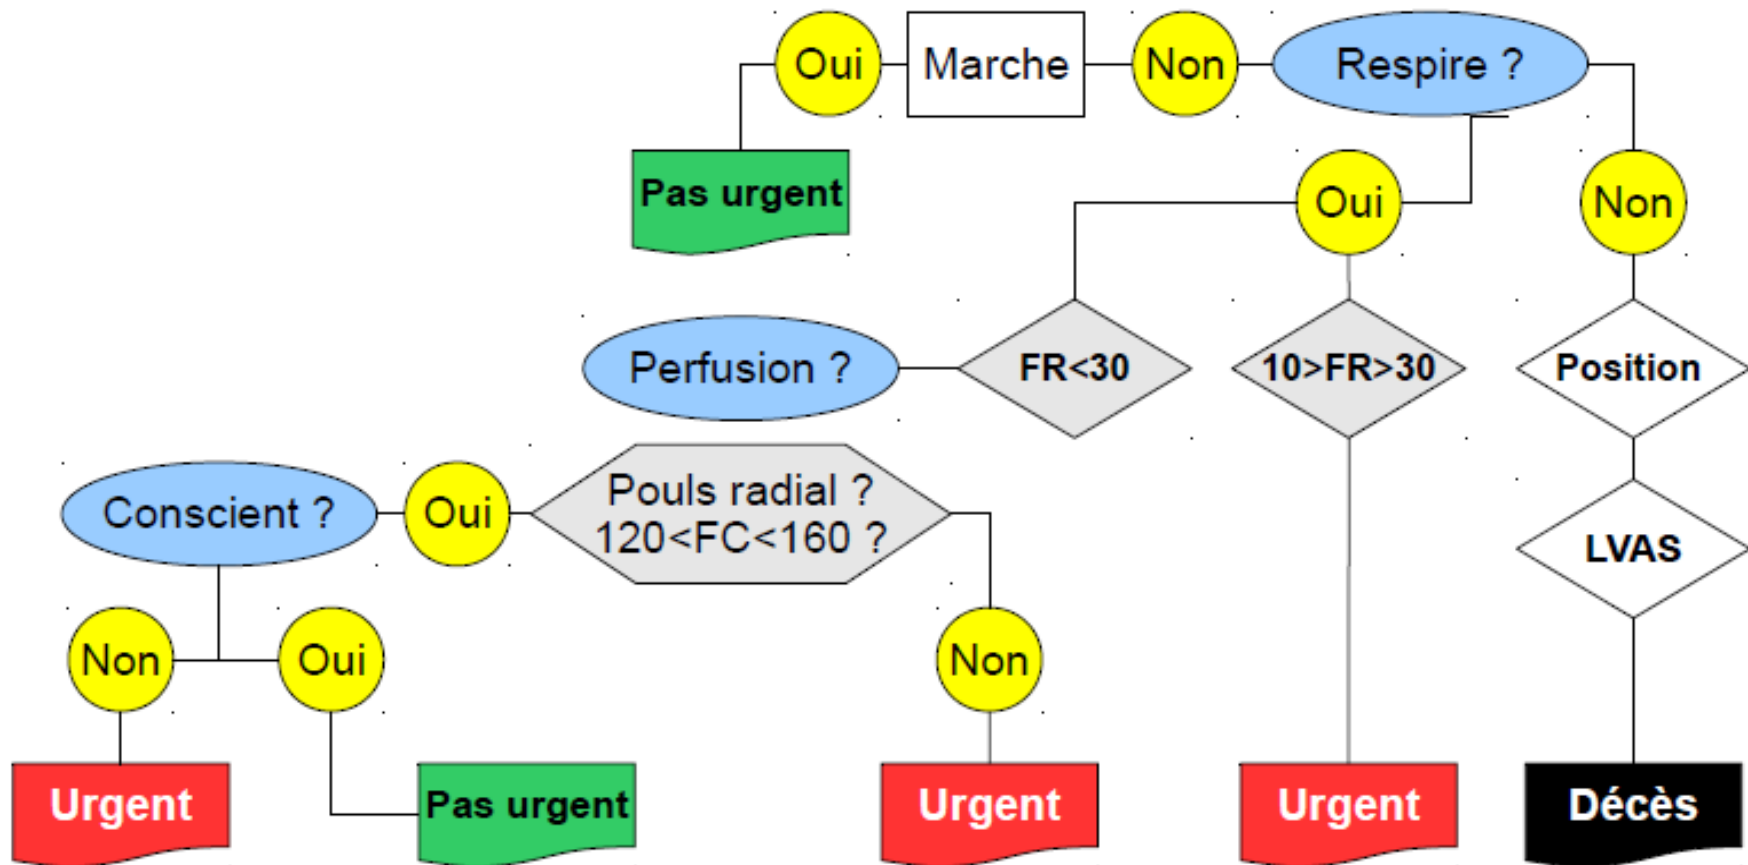 Oui
Marche
Non
Respire ?
Pas urgent
Oui
Non
Perfusion ?
FR<30
10>FR>30
Position
Conscient ?
Oui
Pouls radial ?
120<FC<160 ?
LVAS
Non
Oui
Non
Urgent
Pas urgent
Urgent
Urgent
Décès